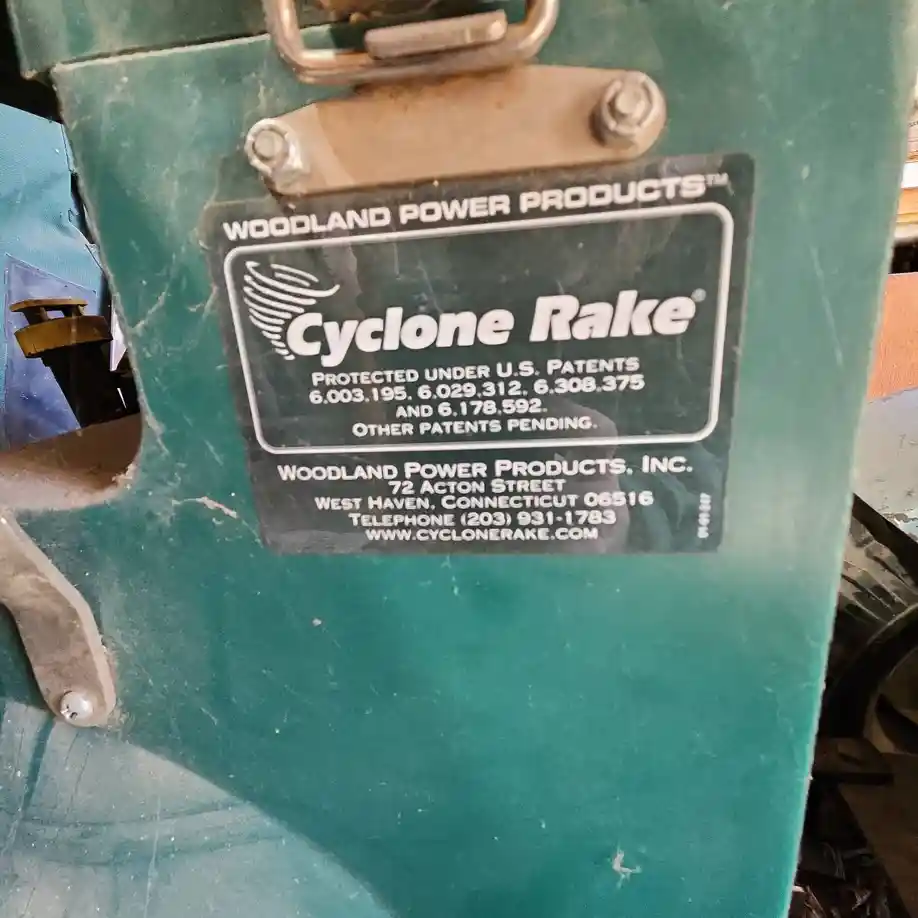 WOODLAND POWER PRODUCTS™
Cyclone Rake®
PROTECTED UNDER U.S. PATENTS
6,003,195, 6,029,312, 6,308,375
AND 6,178,592.
OTHER PATENTS PENDING.
WOODLAND POWER PRODUCTS, INC.
72 ACTON STREET
WEST HAVEN, CONNECTICUT 06516
TELEPHONE (203) 931-1783
WWW.CYCLONERAKE.COM